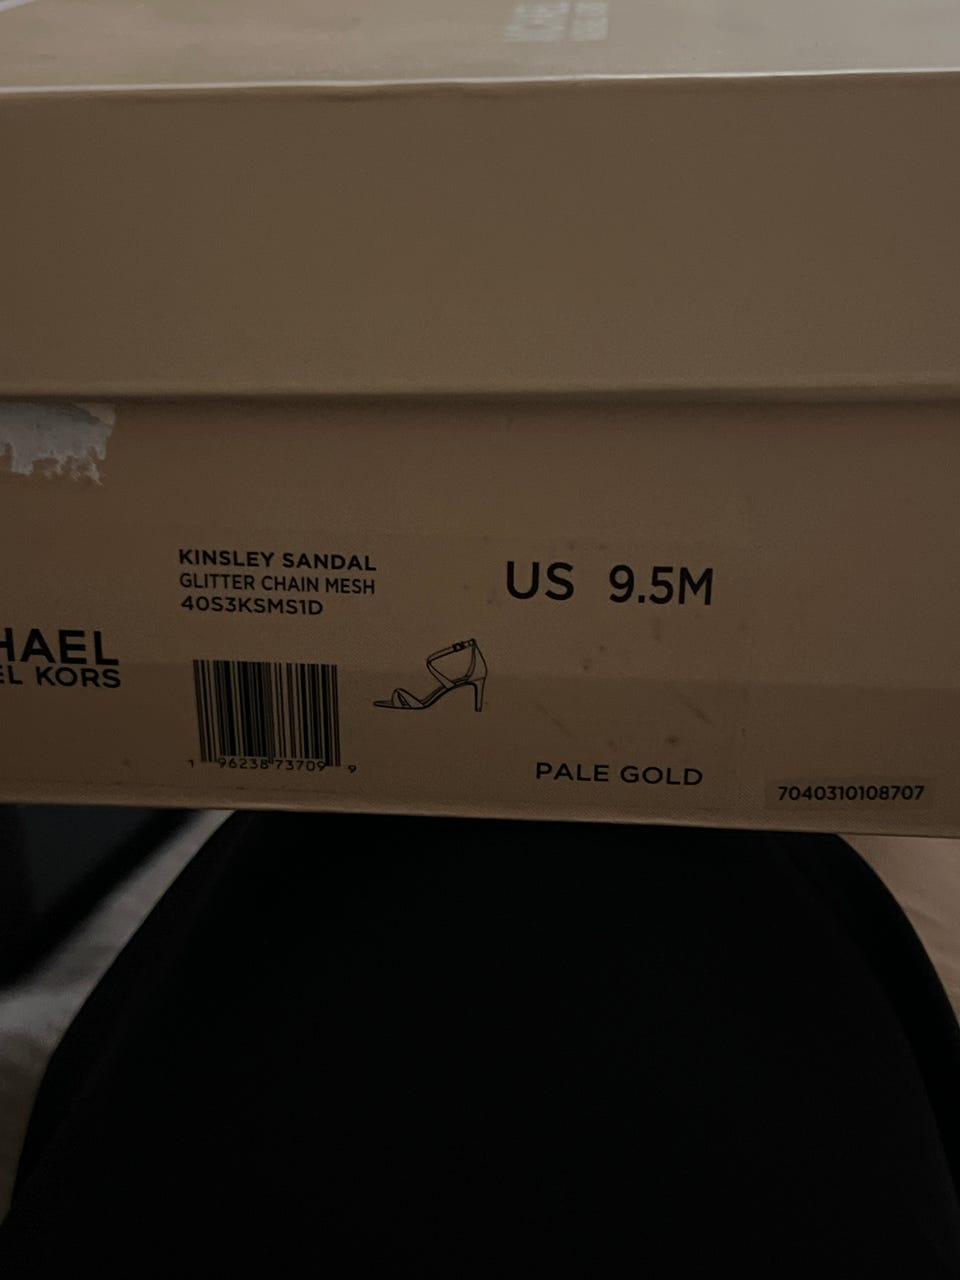 KINSLEY SANDAL
GLITTER CHAIN MESH
40S3KSMS1D
US 9.5M
HAEL
EL KORS
1 96238 73709 9
PALE GOLD
7040310108707